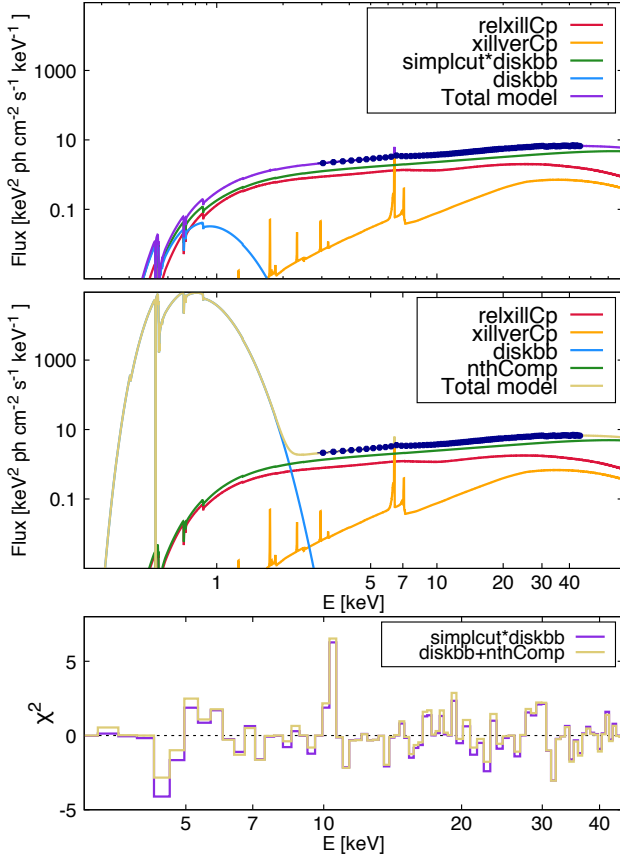 1000
10
0.1
Flux [keV² ph cm⁻² s⁻¹ keV⁻¹ ]
relxillCp
xillverCp
simplcut*diskbb
diskbb
Total model
1000
10
0.1
Flux [keV² ph cm⁻² s⁻¹ keV⁻¹ ]
relxillCp
xillverCp
diskbb
nthComp
Total model
1 5 7 10 20 30 40
E [keV]
5
0
-5
χ²
simplcut*diskbb
diskbb+nthComp
5 7 10 20 30 40
E [keV]